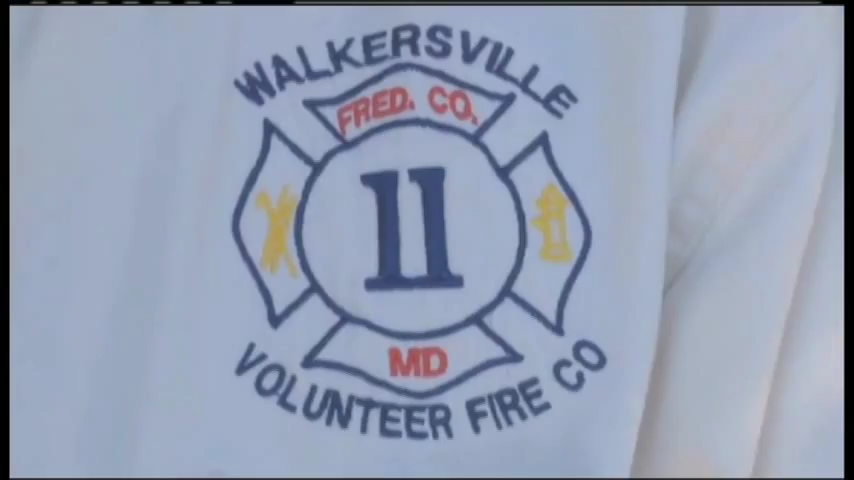 WALKERSVILLE
FRED. CO.
11
MD
VOLUNTEER FIRE CO